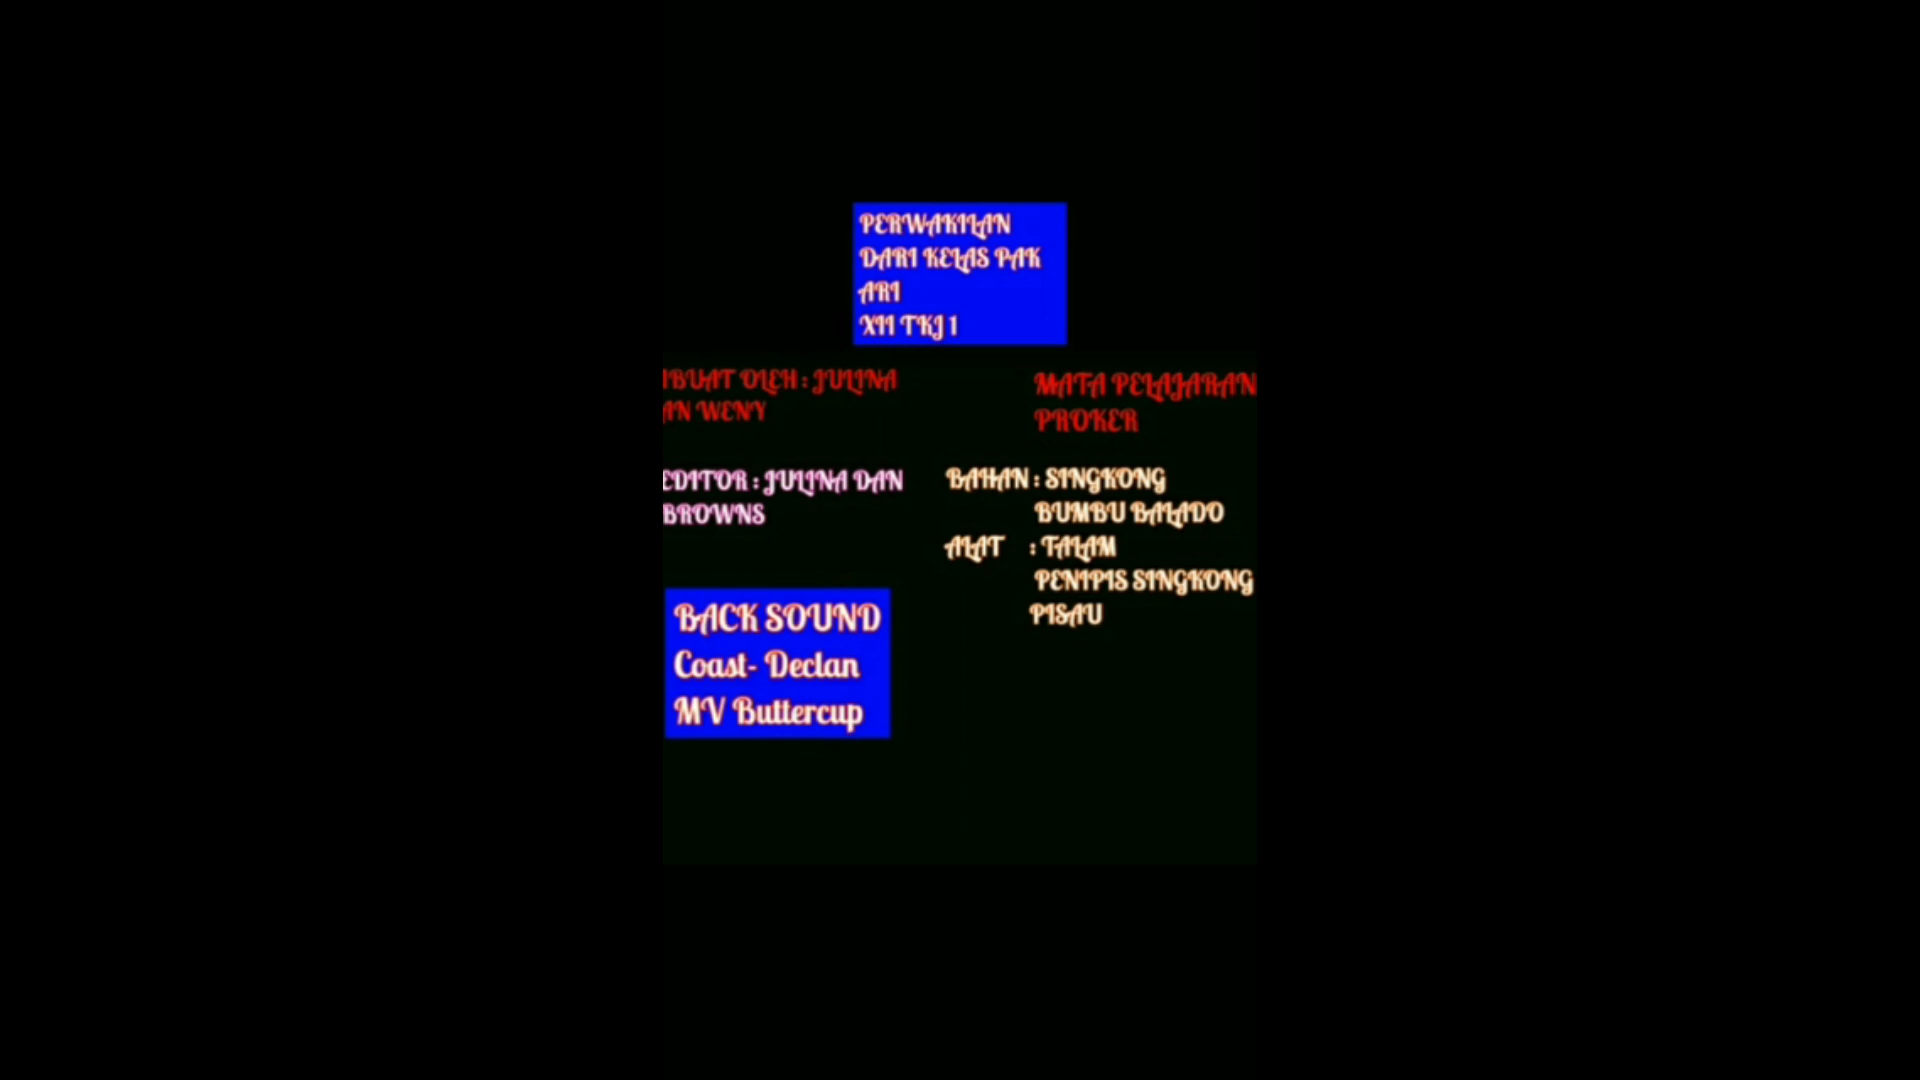 PERWAKILAN
DARI KELAS PAK
ARI
XII TKJ 1
IBUAT OLEH : JULINA
AN WENY
MATA PELAJARAN
PROKER
EDITOR : JULINA DAN
BROWNS
BAHAN : SINGKONG
BUMBU BALADO
ALAT : TALAM
PENIPIS SINGKONG
PISAU
BACK SOUND
Coast- Declan
MV Buttercup